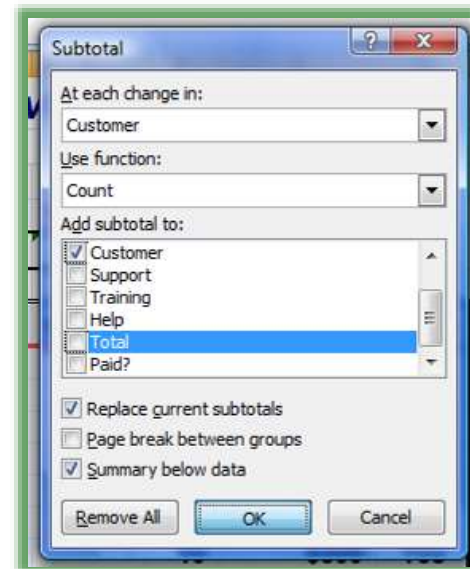 Subtotal
At each change in:
Customer
Use function:
Count
Add subtotal to:
Customer
Support
Training
Help
Total
Paid?
Replace current subtotals
Page break between groups
Summary below data
Remove All OK Cancel